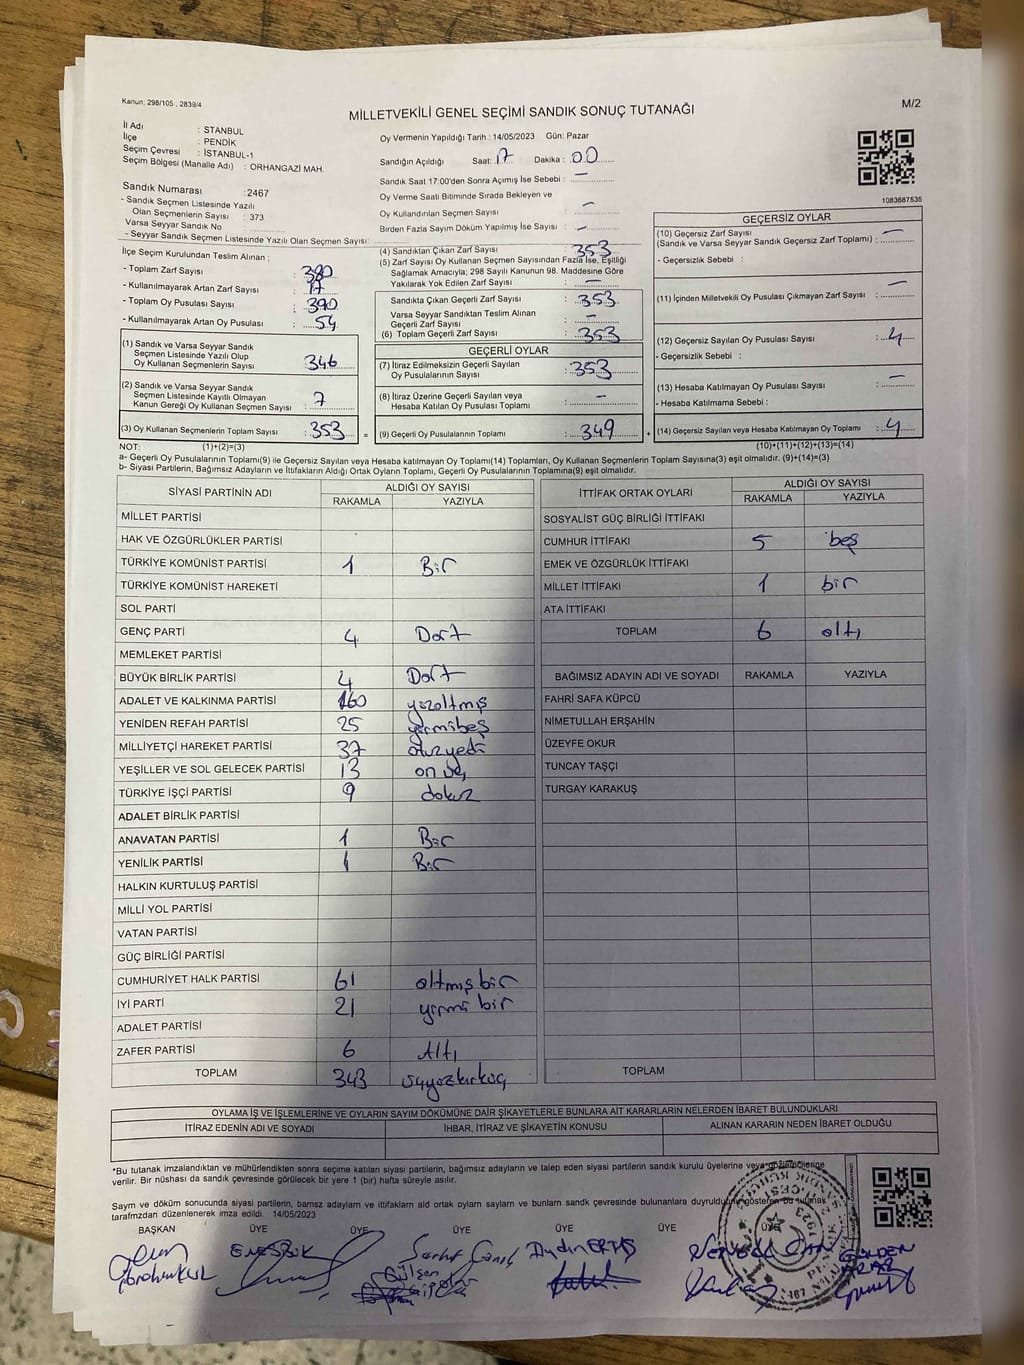 Kanun; 298/105 , 2839/4
M/2
MİLLETVEKİLİ GENEL SEÇİMİ SANDIK SONUÇ TUTANAĞI
İl Adı : İSTANBUL
İlçe : PENDİK
Seçim Çevresi : İSTANBUL-1
Seçim Bölgesi (Mahalle Adı) : ORHANGAZİ MAH.
Sandık Numarası : 2467
- Sandık Seçmen Listesinde Yazılı
Olan Seçmenlerin Sayısı : 373
Varsa Seyyar Sandık No :
- Seyyar Sandık Seçmen Listesinde Yazılı Olan Seçmen Sayısı:
Oy Vermenin Yapıldığı Tarih : 14/05/2023 Gün: Pazar
Sandığın Açıldığı Saat: 17 Dakika : 00
Sandık Saat 17:00'den Sonra Açımış İse Sebebi : –
Oy Verme Saati Bitiminde Sırada Bekleyen ve
Oy Kullandırılan Seçmen Sayısı : –
Birden Fazla Sayım Dökümü Yapılmış İse Sayısı : –
1083687535
İlçe Seçim Kurulundan Teslim Alınan ;
- Toplam Zarf Sayısı : 380
- Kullanılmayarak Artan Zarf Sayısı : 17
- Toplam Oy Pusulası Sayısı : 390
- Kullanılmayarak Artan Oy Pusulası : 54
(1) Sandık ve Varsa Seyyar Sandık
Seçmen Listesinde Yazılı Olup
Oy Kullanan Seçmenlerin Sayısı : 346
(2) Sandık ve Varsa Seyyar Sandık
Seçmen Listesinde Kayıtlı Olmayan
Kanun Gereği Oy Kullanan Seçmen Sayısı : 7
(3) Oy Kullanan Seçmenlerin Toplam Sayısı : 353 =
(4) Sandıktan Çıkan Zarf Sayısı : 353
(5) Zarf Sayısı Oy Kullanan Seçmen Sayısından Fazla İse, Eşitliği
Sağlamak Amacıyla; 298 Sayılı Kanunun 98. Maddesine Göre
Yakılarak Yok Edilen Zarf Sayısı : –
Sandıkta Çıkan Geçerli Zarf Sayısı : 353
Varsa Seyyar Sandıktan Teslim Alınan
Geçerli Zarf Sayısı : –
(6) Toplam Geçerli Zarf Sayısı : 353
GEÇERLİ OYLAR
(7) İtiraz Edilmeksizin Geçerli Sayılan
Oy Pusulalarının Sayısı : 353
(8) İtiraz Üzerine Geçerli Sayılan veya
Hesaba Katılan Oy Pusulası Toplamı : –
(9) Geçerli Oy Pusulalarının Toplamı : 349 +
GEÇERSİZ OYLAR
(10) Geçersiz Zarf Sayısı
(Sandık ve Varsa Seyyar Sandık Geçersiz Zarf Toplamı) : –
- Geçersizlik Sebebi :
(11) İçinden Milletvekili Oy Pusulası Çıkmayan Zarf Sayısı : –
(12) Geçersiz Sayılan Oy Pusulası Sayısı : 4
- Geçersizlik Sebebi :
(13) Hesaba Katılmayan Oy Pusulası Sayısı : –
- Hesaba Katılmama Sebebi :
(14) Geçersiz Sayılan veya Hesaba Katılmayan Oy Toplamı : 4
NOT: (1)+(2)=(3) (10)+(11)+(12)+(13)=(14)
a- Geçerli Oy Pusulalarının Toplamı(9) ile Geçersiz Sayılan veya Hesaba katılmayan Oy Toplamı(14) Toplamları, Oy Kullanan Seçmenlerin Toplam Sayısına(3) eşit olmalıdır. (9)+(14)=(3)
b- Siyasi Partilerin, Bağımsız Adayların ve İttifakların Aldığı Ortak Oyların Toplamı, Geçerli Oy Pusulalarının Toplamına(9) eşit olmalıdır.
SİYASİ PARTİNİN ADI ALDIĞI OY SAYISI
RAKAMLA YAZIYLA
MİLLET PARTİSİ
HAK VE ÖZGÜRLÜKLER PARTİSİ
TÜRKİYE KOMÜNİST PARTİSİ 1 Bir
TÜRKİYE KOMÜNİST HAREKETİ
SOL PARTİ
GENÇ PARTİ 4 Dört
MEMLEKET PARTİSİ
BÜYÜK BİRLİK PARTİSİ 4 Dört
ADALET VE KALKINMA PARTİSİ 160 yüzaltmış
YENİDEN REFAH PARTİSİ 25 yirmibeş
MİLLİYETÇİ HAREKET PARTİSİ 37 otuzyedi
YEŞİLLER VE SOL GELECEK PARTİSİ 13 on üç
TÜRKİYE İŞÇİ PARTİSİ 9 dokuz
ADALET BİRLİK PARTİSİ
ANAVATAN PARTİSİ 1 Bir
YENİLİK PARTİSİ 1 Bir
HALKIN KURTULUŞ PARTİSİ
MİLLİ YOL PARTİSİ
VATAN PARTİSİ
GÜÇ BİRLİĞİ PARTİSİ
CUMHURİYET HALK PARTİSİ 61 altmış bir
İYİ PARTİ 21 yirmi bir
ADALET PARTİSİ
ZAFER PARTİSİ 6 Altı
TOPLAM 343 üçyüzkırküç
İTTİFAK ORTAK OYLARI ALDIĞI OY SAYISI
RAKAMLA YAZIYLA
SOSYALİST GÜÇ BİRLİĞİ İTTİFAKI
CUMHUR İTTİFAKI 5 beş
EMEK VE ÖZGÜRLÜK İTTİFAKI
MİLLET İTTİFAKI 1 bir
ATA İTTİFAKI
TOPLAM 6 altı
BAĞIMSIZ ADAYIN ADI VE SOYADI RAKAMLA YAZIYLA
FAHRİ SAFA KÜPCÜ
NİMETULLAH ERŞAHİN
ÜZEYFE OKUR
TUNCAY TAŞÇI
TURGAY KARAKUŞ
TOPLAM
OYLAMA İŞ VE İŞLEMLERİNE VE OYLARIN SAYIM DÖKÜMÜNE DAİR ŞİKAYETLERLE BUNLARA AİT KARARLARIN NELERDEN İBARET BULUNDUKLARI
İTİRAZ EDENİN ADI VE SOYADI İHBAR, İTİRAZ VE ŞİKAYETİN KONUSU ALINAN KARARIN NEDEN İBARET OLDUĞU
*Bu tutanak imzalandıktan ve mühürlendikten sonra seçime katılan siyasi partilerin, bağımsız adayların ve talep eden siyasi partilerin sandık kurulu üyelerine veya gözlemcilerine
verilir. Bir nüshası da sandık çevresinde görülecek bir yere 1 (bir) hafta süreyle asılır.
Sayım ve döküm sonucunda siyasi partilerin, bamsz adayların ve ittifakların ald ortak oylarn saylarn ve bunlarn sandk çevresinde bulunanlara duyrulduğunu gösteren bu tutanak
tarafmzdan düzenlenerek imza edildi. 14/05/2023
BAŞKAN ÜYE ÜYE ÜYE ÜYE ÜYE ÜYE
İbrahim KUL
ENES
Serhat Ganiş
Gülşen
Aydın ERTAŞ
NEVZAT CAN
GÜLDEN
2467